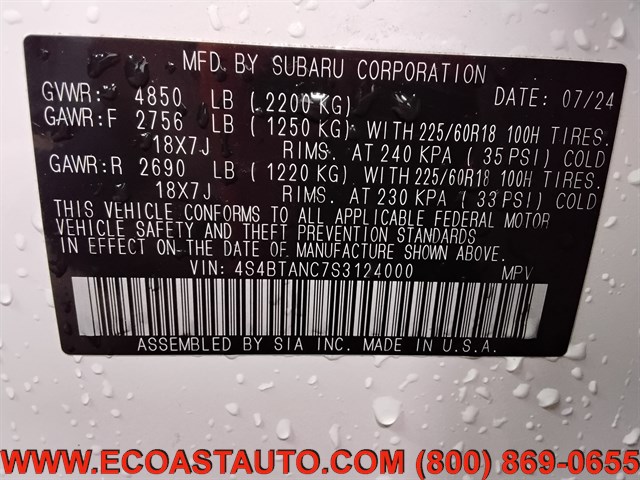 MFD BY SUBARU CORPORATION
GVWR: 4850 LB (2200 KG) DATE: 07/24
GAWR:F 2756 LB (1250 KG) WITH 225/60R18 100H TIRES.
18X7J RIMS. AT 240 KPA (35 PSI) COLD
GAWR:R 2690 LB (1220 KG) WITH 225/60R18 100H TIRES.
18X7J RIMS. AT 230 KPA (33 PSI) COLD
THIS VEHICLE CONFORMS TO ALL APPLICABLE FEDERAL MOTOR
VEHICLE SAFETY AND THEFT PREVENTION STANDARDS
IN EFFECT ON THE DATE OF MANUFACTURE SHOWN ABOVE.
VIN: 4S4BTANC7S3124000 MPV
ASSEMBLED BY SIA INC. MADE IN U.S.A.
WWW.ECOASTAUTO.COM (800) 869-0655